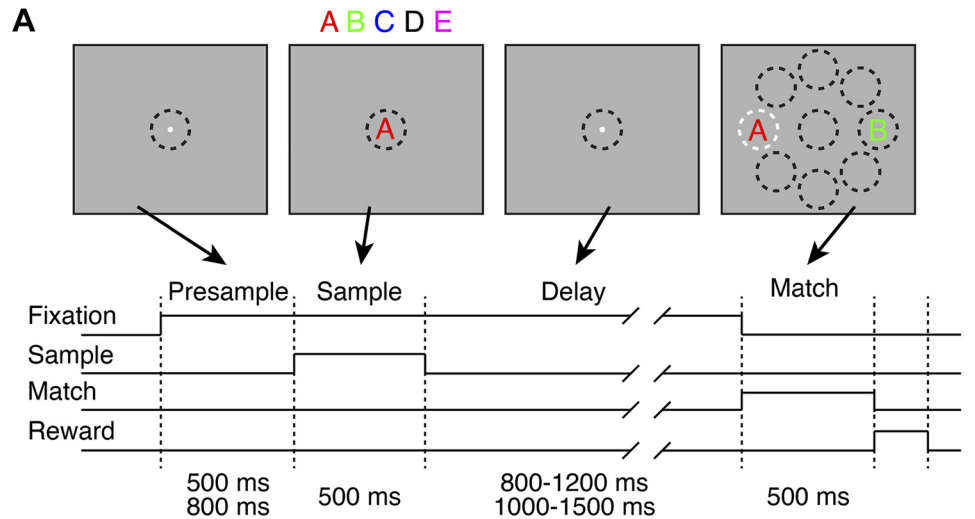 A
A B C D E
A
A B
Presample Sample Delay Match
Fixation
Sample
Match
Reward
500 ms
800 ms
500 ms
800-1200 ms
1000-1500 ms
500 ms